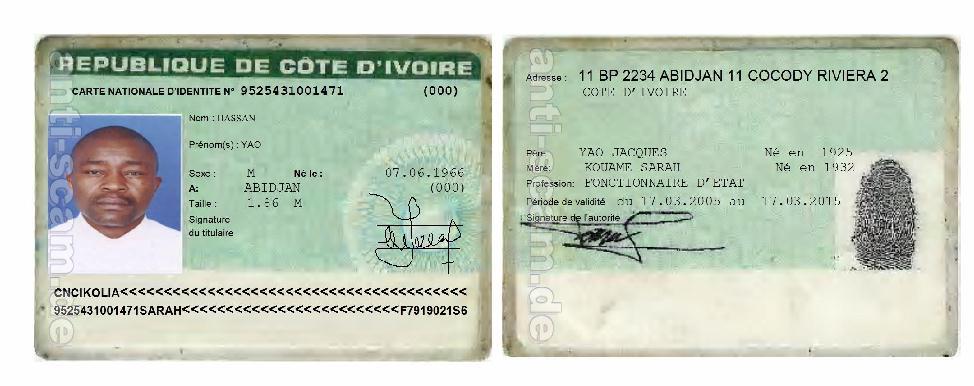 REPUBLIQUE DE CÔTE D'IVOIRE
CARTE NATIONALE D'IDENTITE N° 9525431001471 (000)
Nom : HASSAN
Prénom(s) : YAO
Sexe : M Né le : 07.06.1966
A: ABIDJAN (000)
Taille : 1.86 M
Signature
du titulaire
CNCIKOLIA<<<<<<<<<<<<<<<<<<<<<<<<<<<<<<<<<<<<<<<
9525431001471SARAH<<<<<<<<<<<<<<<<<<<<<<<<<F7919021S6
anti-scam.de
Adresse : 11 BP 2234 ABIDJAN 11 COCODY RIVIERA 2
COTE D'IVOIRE
Père YAO JACQUES Né en 1925
Mère: KOUAME SARAH Né en 1932
Profession: FONCTIONNAIRE D'ETAT
Période de validité du 17.03.2005 au 17.03.2015
Signature de l'autorite
anti-scam.de